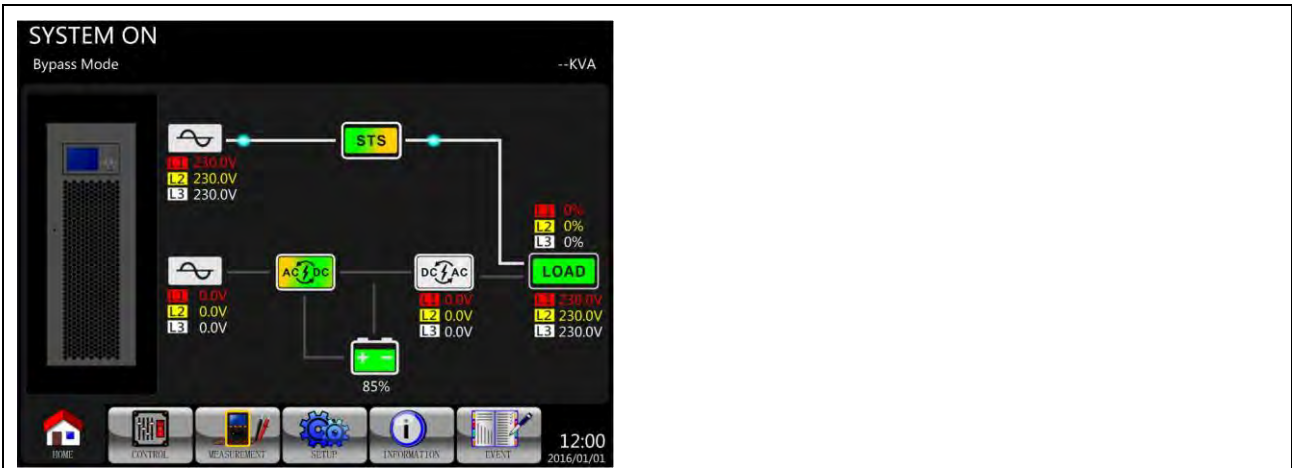 SYSTEM ON
Bypass Mode
--KVA
STS
L1 230.0V
L2 230.0V
L3 230.0V
L1 0%
L2 0%
L3 0%
AC DC
DC AC
LOAD
L1 0.0V
L2 0.0V
L3 0.0V
L1 0.0V
L2 0.0V
L3 0.0V
L1 230.0V
L2 230.0V
L3 230.0V
+ −
85%
HOME
CONTROL
MEASUREMENT
SETUP
INFORMATION
EVENT
12:00
2016/01/01